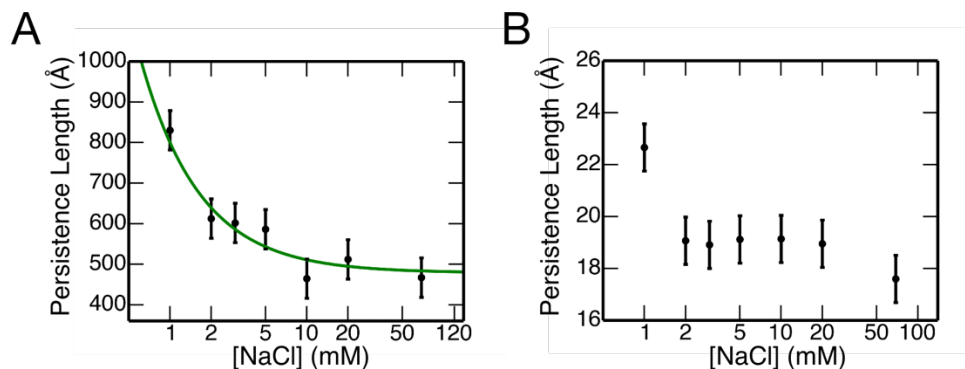 A
Persistence Length (Å)
1000
900
800
700
600
500
400
1 2 5 10 20 50 120
[NaCl] (mM)
B
Persistence Length (Å)
26
24
22
20
18
16
1 2 5 10 20 50 100
[NaCl] (mM)